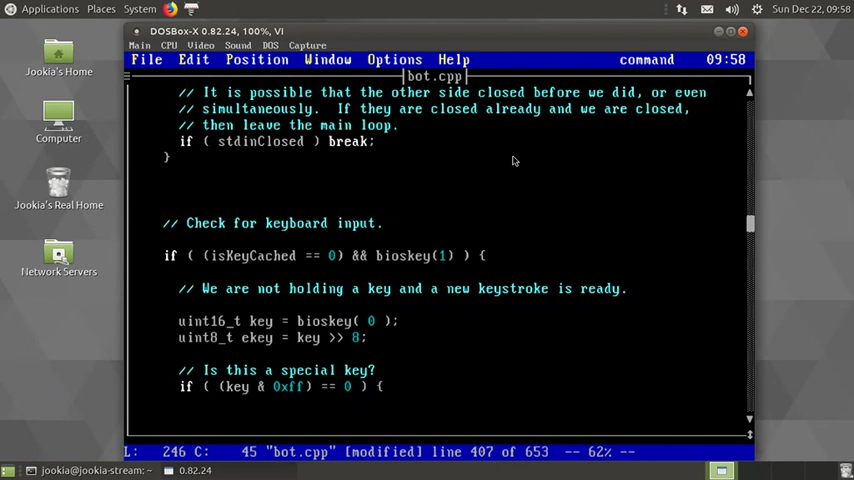 Applications Places System
Sun Dec 22, 09:58
DOSBox-X 0.82.24, 100%, VI
Main CPU Video Sound DOS Capture
File Edit Position Window Options Help command 09:58
bot.cpp
// It is possible that the other side closed before we did, or even
// simultaneously. If they are closed already and we are closed,
// then leave the main loop.
if ( stdinClosed ) break;
}
// Check for keyboard input.
if ( (isKeyCached == 0) && bioskey(1) ) {
// We are not holding a key and a new keystroke is ready.
uint16_t key = bioskey( 0 );
uint8_t ekey = key >> 8;
// Is this a special key?
if ( (key & 0xff) == 0 ) {
L: 246 C: 45 "bot.cpp" [modified] line 407 of 653 -- 62% --
Jookia's Home
Computer
Jookia's Real Home
Network Servers
jookia@jookia-stream: ~
0.82.24